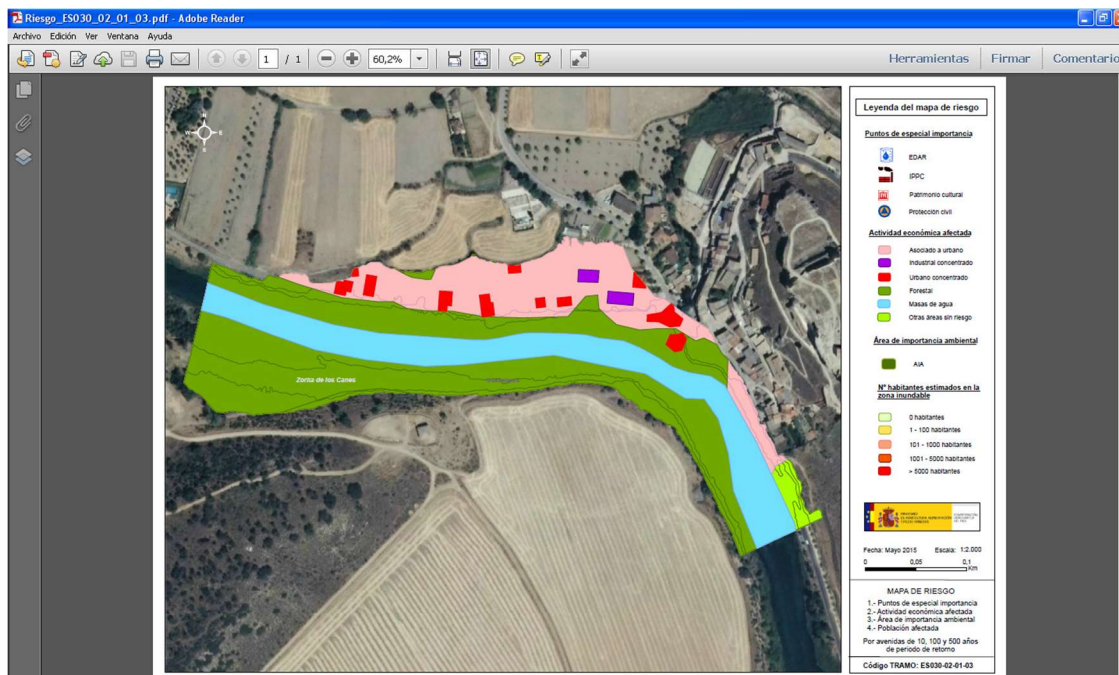 Riesgo_ES030_02_01_03.pdf - Adobe Reader
Archivo Edición Ver Ventana Ayuda
1 / 1 60,2% Herramientas Firmar Comentario
N
W E
S
Zorita de los Canes
Leyenda del mapa de riesgo
Puntos de especial importancia
EDAR
IPPC
Patrimonio cultural
Protección civil
Actividad económica afectada
Asociado a urbano
Industrial concentrado
Urbano concentrado
Forestal
Masas de agua
Otras áreas sin riesgo
Área de importancia ambiental
AIA
Nº habitantes estimados en la
zona inundable
0 habitantes
1 - 100 habitantes
101 - 1000 habitantes
1001 - 5000 habitantes
> 5000 habitantes
Fecha: Mayo 2015 Escala: 1:2.000
0 0,05 0,1
Km
MAPA DE RIESGO
1.- Puntos de especial importancia
2.- Actividad económica afectada
3.- Área de importancia ambiental
4.- Población afectada
Por avenidas de 10, 100 y 500 años
de periodo de retorno
Código TRAMO: ES030-02-01-03